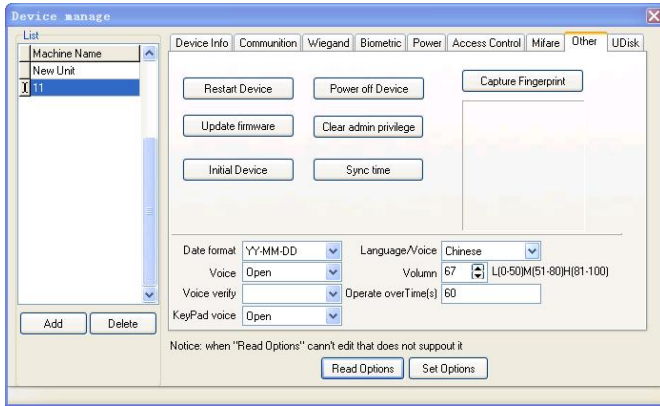 Device manage
List
Machine Name
New Unit
11
Add Delete
Device Info Communition Wiegand Biometric Power Access Control Mifare Other UDisk
Restart Device Power off Device Capture Fingerprint
Update firmware Clear admin privilege
Initial Device Sync time
Date format YY-MM-DD Language/Voice Chinese
Voice Open Volumn 67 L(0-50)M(51-80)H(81-100)
Voice verify Operate overTime(s) 60
KeyPad voice Open
Notice: when "Read Options" cann't edit that does not suppout it
Read Options Set Options